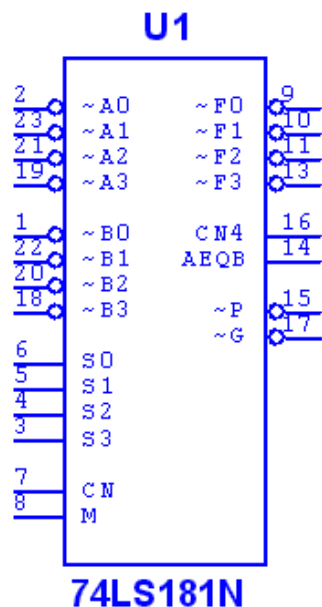 U1
2 ~A0 ~F0 9
23 ~A1 ~F1 10
21 ~A2 ~F2 11
19 ~A3 ~F3 13
1 ~B0 CN4 16
22 ~B1 AEQB 14
20 ~B2
18 ~B3 ~P 15
~G 17
6 S0
5 S1
4 S2
3 S3
7 CN
8 M
74LS181N